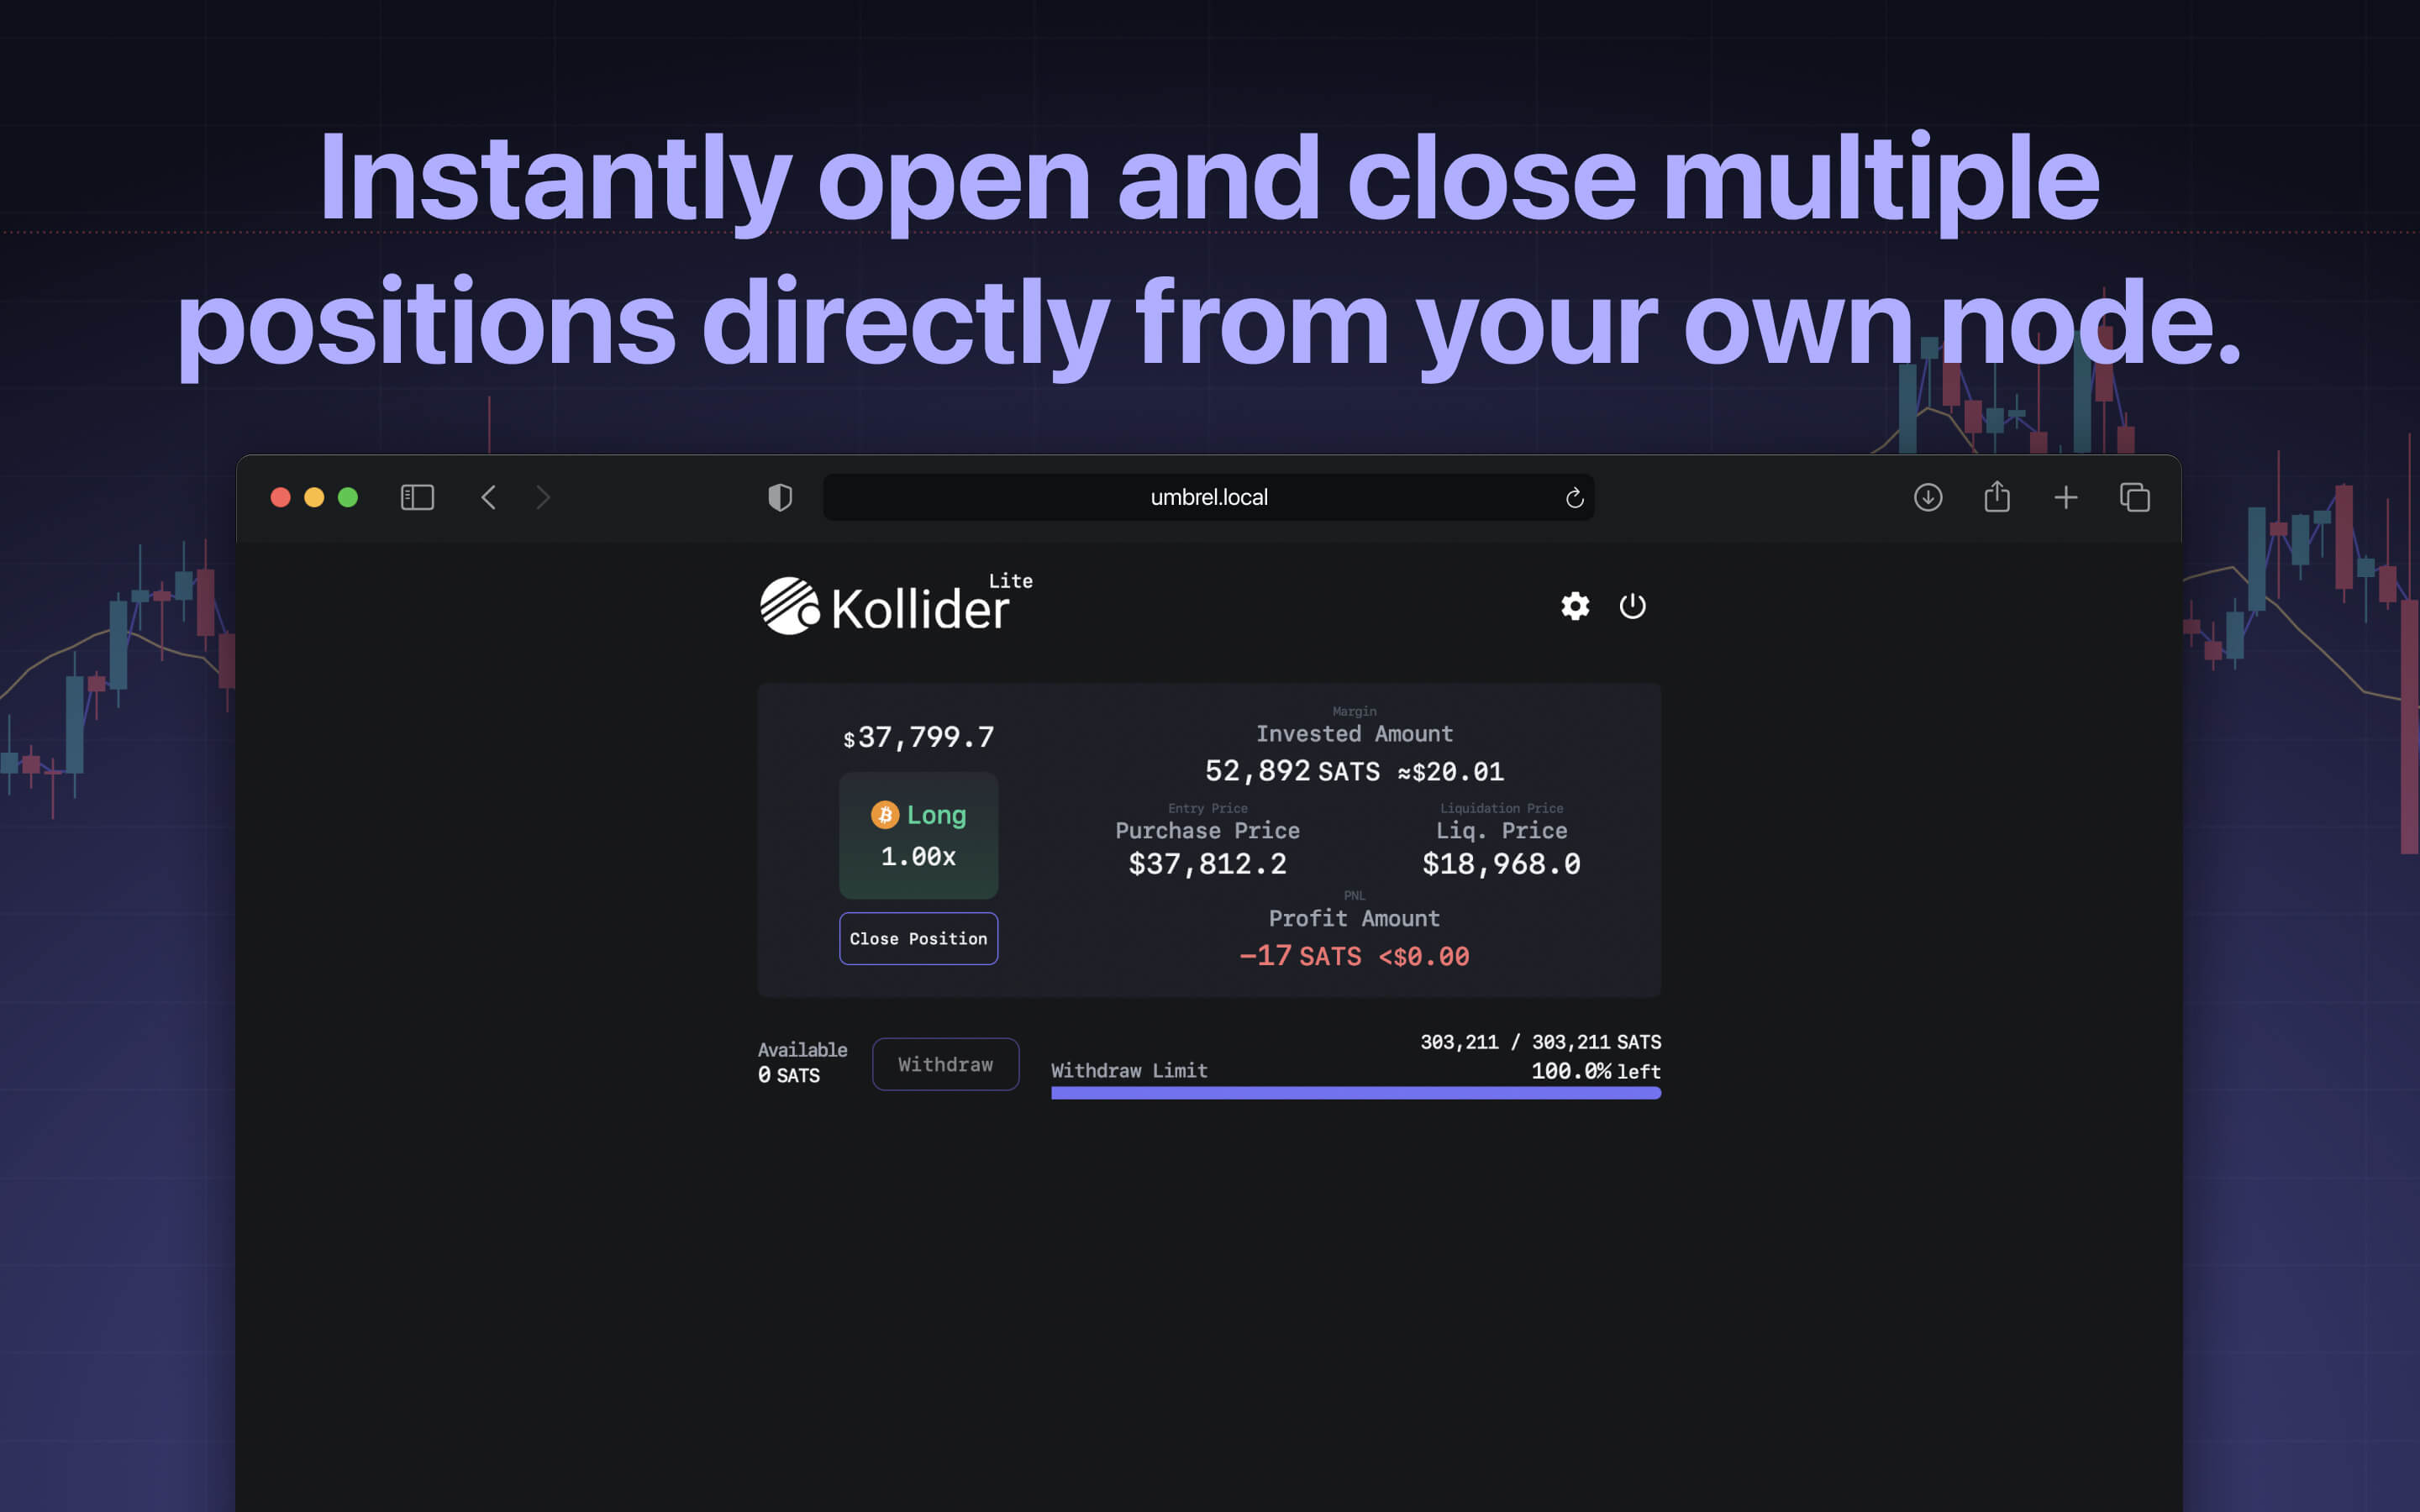 Instantly open and close multiple
positions directly from your own node.
umbrel.local
Kollider Lite
$37,799.7
Long
1.00x
Close Position
Margin
Invested Amount
52,892 SATS ≈$20.01
Entry Price
Purchase Price
$37,812.2
Liquidation Price
Liq. Price
$18,968.0
PNL
Profit Amount
−17 SATS <$0.00
Available
0 SATS
Withdraw
Withdraw Limit
303,211 / 303,211 SATS
100.0% left